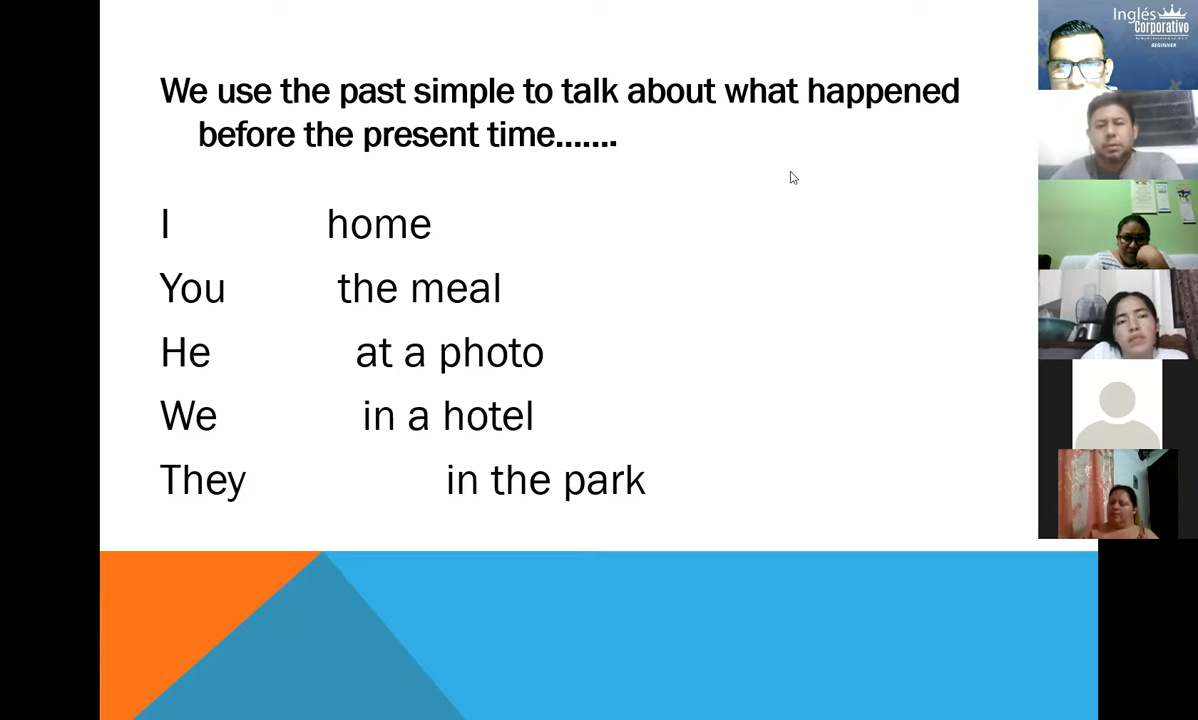 We use the past simple to talk about what happened
before the present time.......
I home
You the meal
He at a photo
We in a hotel
They in the park
Inglés
Corporativo
BEGINNER